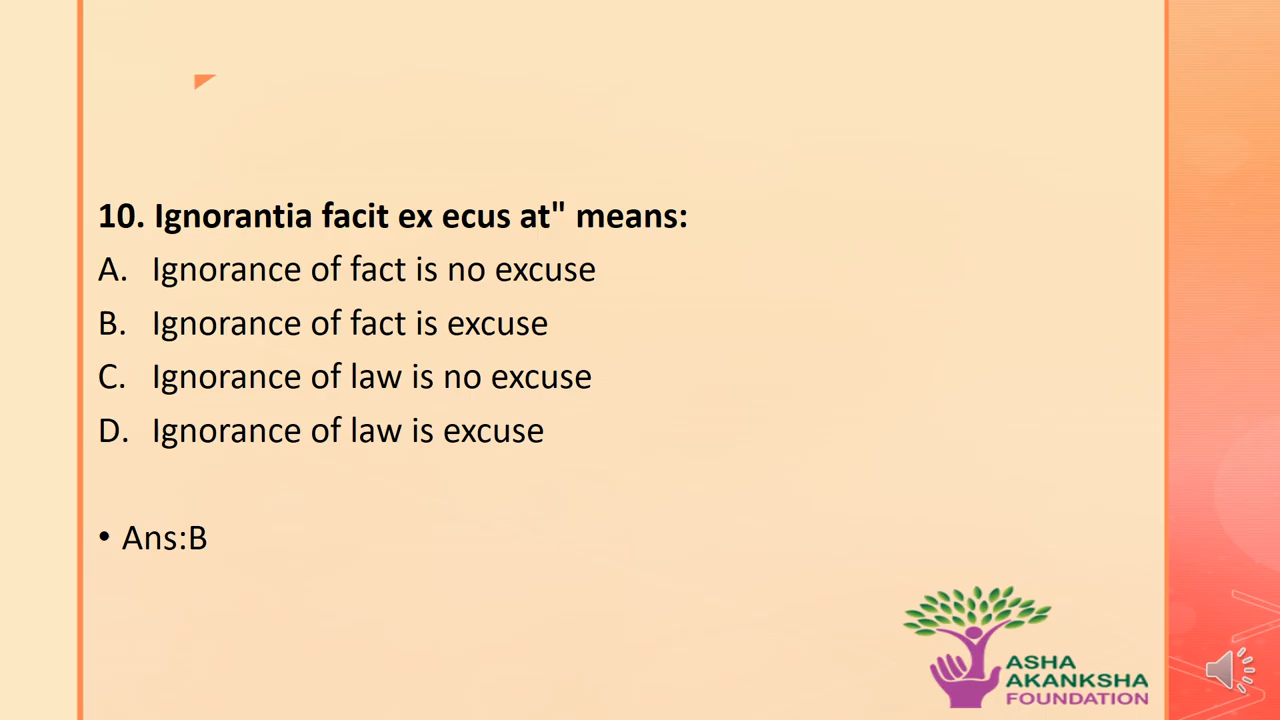 10. Ignorantia facit ex ecus at" means:
A. Ignorance of fact is no excuse
B. Ignorance of fact is excuse
C. Ignorance of law is no excuse
D. Ignorance of law is excuse
• Ans:B
ASHA
AKANKSHA
FOUNDATION